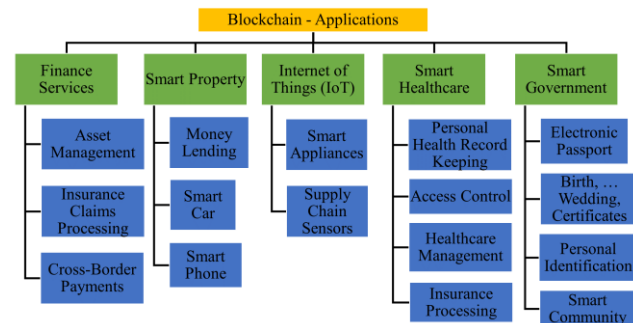 Blockchain - Applications
Finance
Services
Asset
Management
Insurance
Claims
Processing
Cross-Border
Payments
Smart Property
Money
Lending
Smart
Car
Smart
Phone
Internet of
Things (IoT)
Smart
Appliances
Supply
Chain
Sensors
Smart
Healthcare
Personal
Health Record
Keeping
Access Control
Healthcare
Management
Insurance
Processing
Smart
Government
Electronic
Passport
Birth, …
Wedding,
Certificates
Personal
Identification
Smart
Community